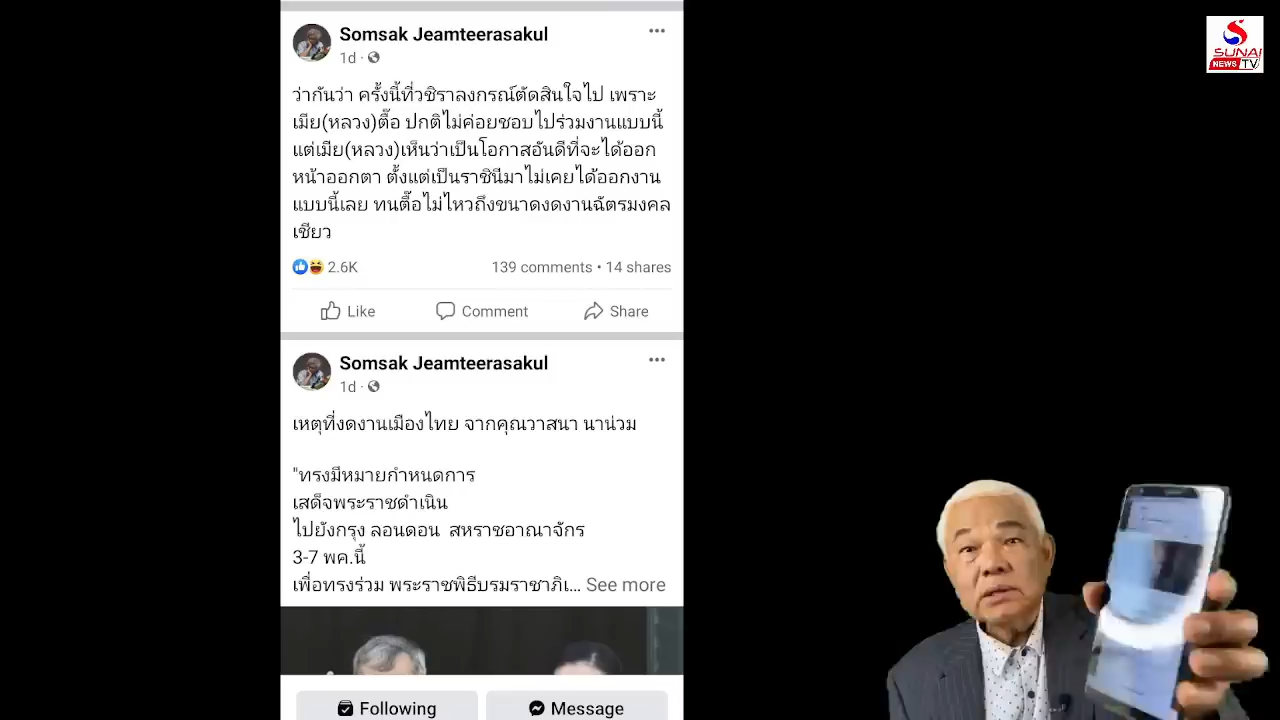 SUNAI
NEWS TV
Somsak Jeamteerasakul
1d
ว่ากันว่า ครั้งนี้ที่วชิราลงกรณ์ตัดสินใจไป เพราะ
เมีย(หลวง)ตื๊อ ปกติไม่ค่อยชอบไปร่วมงานแบบนี้
แต่เมีย(หลวง)เห็นว่าเป็นโอกาสอันดีที่จะได้ออก
หน้าออกตา ตั้งแต่เป็นราชินีมาไม่เคยได้ออกงาน
แบบนี้เลย ทนตื๊อไม่ไหวถึงขนาดงดงานฉัตรมงคล
เชียว
2.6K 139 comments • 14 shares
Like Comment Share
Somsak Jeamteerasakul
1d
เหตุที่งดงานเมืองไทย จากคุณวาสนา นาน่วม
"ทรงมีหมายกำหนดการ
เสด็จพระราชดำเนิน
ไปยังกรุง ลอนดอน สหราชอาณาจักร
3-7 พค.นี้
เพื่อทรงร่วม พระราชพิธีบรมราชาภิเ... See more
Following Message